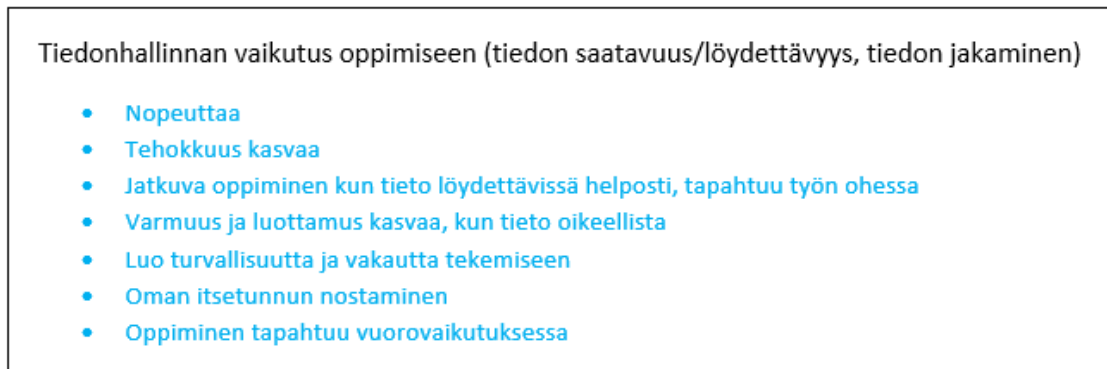 Tiedonhallinnan vaikutus oppimiseen (tiedon saatavuus/löydettävyys, tiedon jakaminen)
• Nopeuttaa
• Tehokkuus kasvaa
• Jatkuva oppiminen kun tieto löydettävissä helposti, tapahtuu työn ohessa
• Varmuus ja luottamus kasvaa, kun tieto oikeellista
• Luo turvallisuutta ja vakautta tekemiseen
• Oman itsetunnun nostaminen
• Oppiminen tapahtuu vuorovaikutuksessa